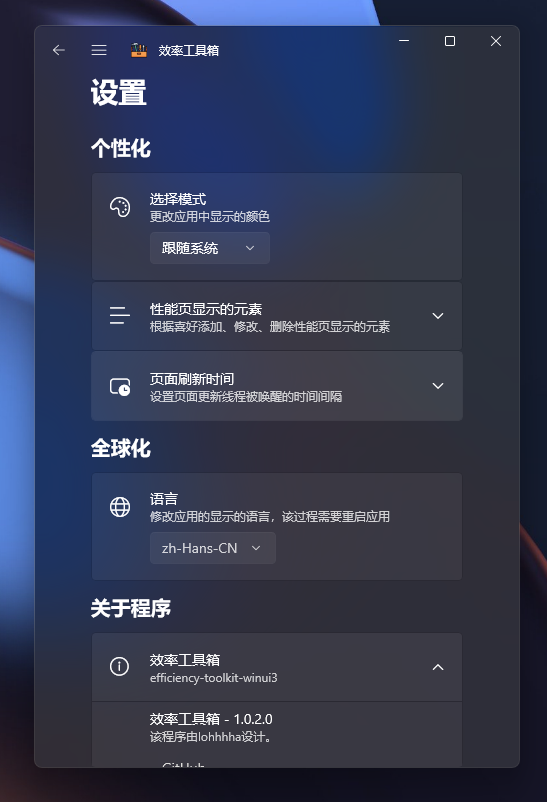 效率工具箱
设置
个性化
选择模式
更改应用中显示的颜色
跟随系统
性能页显示的元素
根据喜好添加、修改、删除性能页显示的元素
页面刷新时间
设置页面更新线程被唤醒的时间间隔
全球化
语言
修改应用的显示的语言，该过程需要重启应用
zh-Hans-CN
关于程序
效率工具箱
efficiency-toolkit-winui3
效率工具箱 - 1.0.2.0
该程序由lohhhha设计。
GitHub